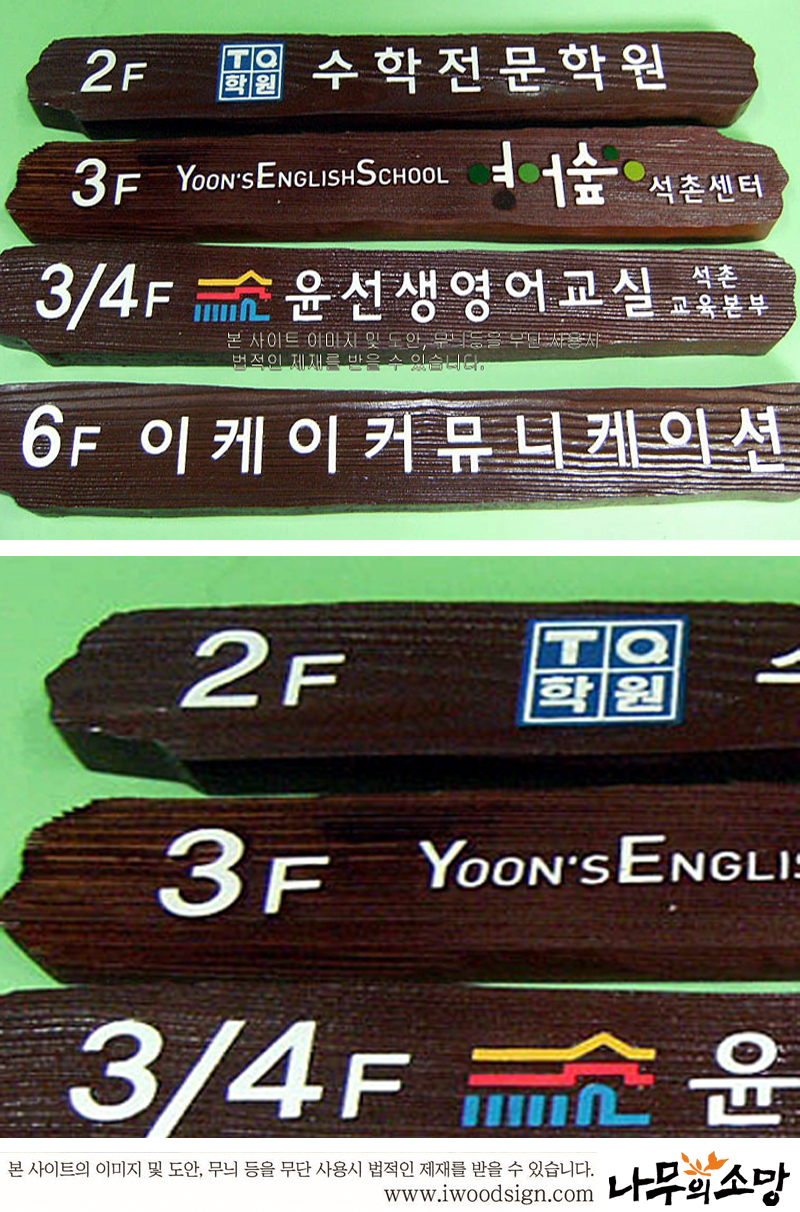 2F TQ 학원 수학전문학원
3F YOON'S ENGLISH SCHOOL 영어숲 석촌센터
3/4F 윤선생영어교실 석촌 교육본부
본 사이트 이미지 및 도안, 무늬등을 무단 사용시
법적인 제재를 받을 수 있습니다.
6F 이케이커뮤니케이션
2F TQ 학원
3F YOON'S ENGLIS
3/4F 윤
본 사이트의 이미지 및 도안, 무늬 등을 무단 사용시 법적인 제재를 받을 수 있습니다.
www.iwoodsign.com 나무의소망